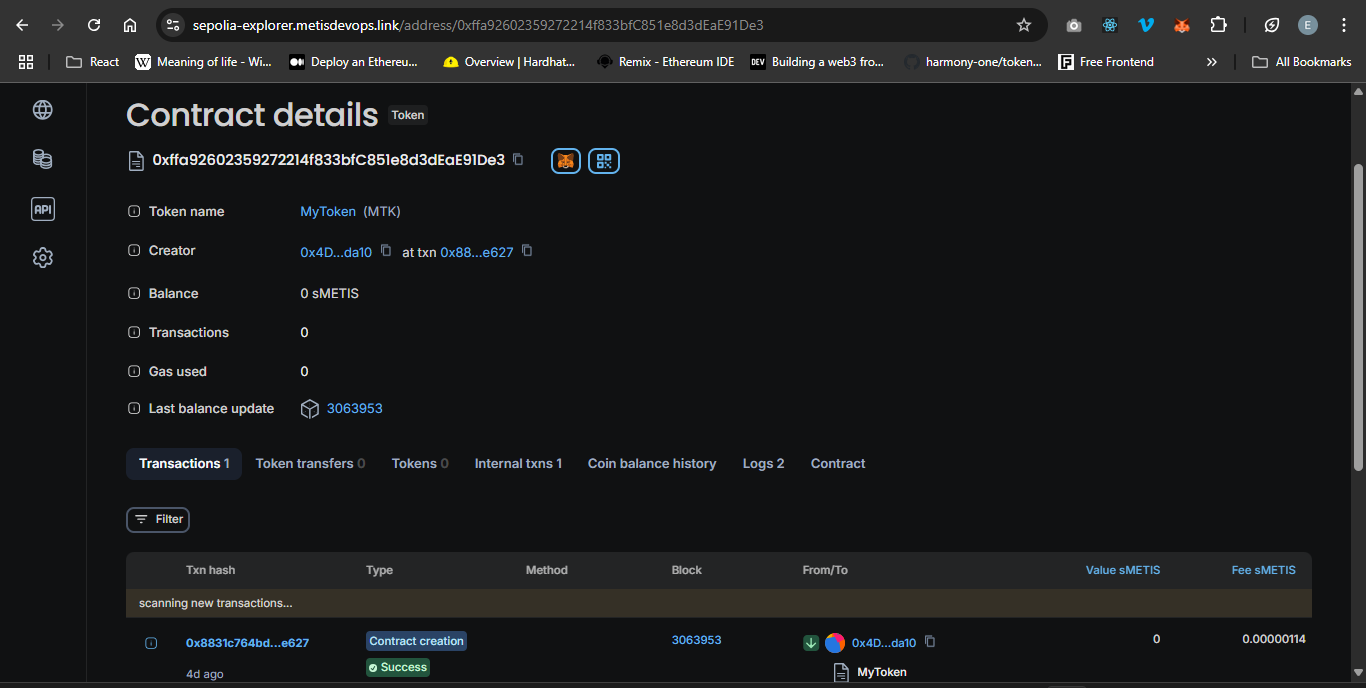 sepolia-explorer.metisdevops.link/address/0xffa92602359272214f833bfC851e8d3dEaE91De3
E
React
Meaning of life - Wi...
Deploy an Ethereu...
Overview | Hardhat...
Remix - Ethereum IDE
DEV
Building a web3 fro...
harmony-one/token...
Free Frontend
»
All Bookmarks
Contract details Token
0xffa92602359272214f833bfC851e8d3dEaE91De3
API
Token name MyToken (MTK)
Creator 0x4D...da10 at txn 0x88...e627
Balance 0 sMETIS
Transactions 0
Gas used 0
Last balance update 3063953
Transactions 1 Token transfers 0 Tokens 0 Internal txns 1 Coin balance history Logs 2 Contract
Filter
Txn hash Type Method Block From/To Value sMETIS Fee sMETIS
scanning new transactions...
0x8831c764bd...e627 Contract creation 3063953 0x4D...da10 0 0.00000114
4d ago Success MyToken